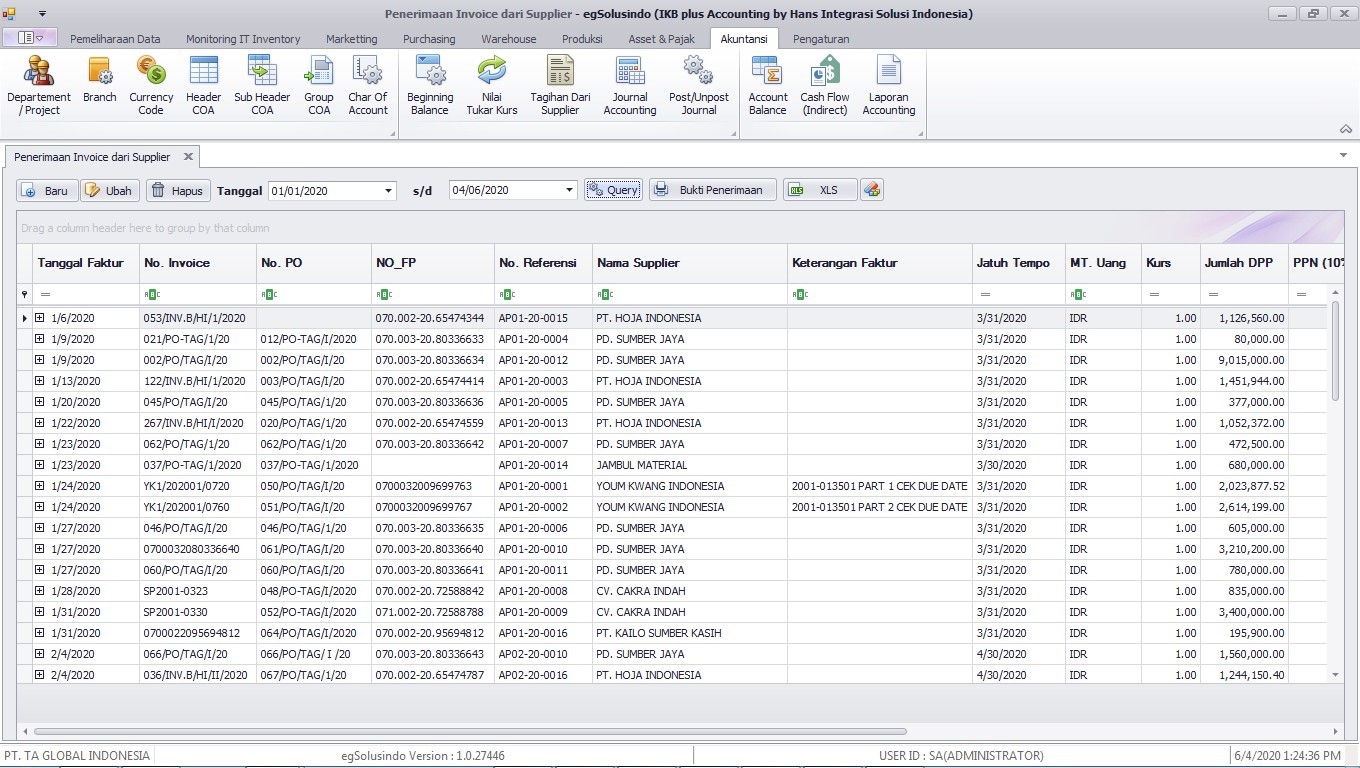 Penerimaan Invoice dari Supplier - egSolusindo (IKB plus Accounting by Hans Integrasi Solusi Indonesia)
Pemeliharaan Data Monitoring IT Inventory Marketting Purchasing Warehouse Produksi Asset & Pajak Akuntansi Pengaturan
Departement / Project
Branch
Currency Code
Header COA
Sub Header COA
Group COA
Char Of Account
Beginning Balance
Nilai Tukar Kurs
Tagihan Dari Supplier
Journal Accounting
Post/Unpost Journal
Account Balance
Cash Flow (Indirect)
Laporan Accounting
Penerimaan Invoice dari Supplier
Baru Ubah Hapus Tanggal 01/01/2020 s/d 04/06/2020 Query Bukti Penerimaan XLS
Drag a column header here to group by that column
Tanggal Faktur No. Invoice No. PO NO_FP No. Referensi Nama Supplier Keterangan Faktur Jatuh Tempo MT. Uang Kurs Jumlah DPP PPN (10%
1/6/2020 053/INV.B/HI/1/2020 070.002-20.65474344 AP01-20-0015 PT. HOJA INDONESIA 3/31/2020 IDR 1.00 1,126,560.00
1/9/2020 021/PO-TAG/1/20 012/PO-TAG/I/2020 070.003-20.80336633 AP01-20-0004 PD. SUMBER JAYA 3/31/2020 IDR 1.00 80,000.00
1/9/2020 002/PO/TAG/I/20 002/PO/TAG/I/20 070.003-20.80336634 AP01-20-0012 PD. SUMBER JAYA 3/31/2020 IDR 1.00 9,015,000.00
1/13/2020 122/INV.B/HI/1/2020 003/PO/TAG/I/20 070.002-20.65474414 AP01-20-0003 PT. HOJA INDONESIA 3/31/2020 IDR 1.00 1,451,944.00
1/20/2020 045/PO/TAG/I/20 045/PO/TAG/1/20 070.003-20.80336636 AP01-20-0005 PD. SUMBER JAYA 3/31/2020 IDR 1.00 377,000.00
1/22/2020 267/INV.B/HI/I/2020 020/PO/TAG/1/20 070.002-20.65474559 AP01-20-0013 PT. HOJA INDONESIA 3/31/2020 IDR 1.00 1,052,372.00
1/23/2020 062/PO/TAG/1/20 062/PO/TAG/1/20 070.003-20.80336642 AP01-20-0007 PD. SUMBER JAYA 3/31/2020 IDR 1.00 472,500.00
1/23/2020 037/PO-TAG/1/2020 037/PO-TAG/1/2020 AP01-20-0014 JAMBUL MATERIAL 3/30/2020 IDR 1.00 680,000.00
1/24/2020 YK1/202001/0720 050/PO/TAG/I/20 0700032009699763 AP01-20-0001 YOUM KWANG INDONESIA 2001-013501 PART 1 CEK DUE DATE 3/31/2020 IDR 1.00 2,023,877.52
1/24/2020 YK1/202001/0760 051/PO/TAG/I/20 0700032009699767 AP01-20-0002 YOUM KWANG INDONESIA 2001-013501 PART 2 CEK DUE DATE 3/31/2020 IDR 1.00 2,614,199.00
1/27/2020 046/PO/TAG/I/20 046/PO/TAG/1/20 070.003-20.80336635 AP01-20-0006 PD. SUMBER JAYA 3/31/2020 IDR 1.00 605,000.00
1/27/2020 0700032080336640 061/PO/TAG/I/20 070.003-20.80336640 AP01-20-0010 PD. SUMBER JAYA 3/31/2020 IDR 1.00 3,210,200.00
1/27/2020 060/PO/TAG/I/20 060/PO/TAG/I/20 070.003-20.80336641 AP01-20-0011 PD. SUMBER JAYA 3/31/2020 IDR 1.00 780,000.00
1/28/2020 SP2001-0323 048/PO-TAG/I/2020 070.002-20.72588842 AP01-20-0008 CV. CAKRA INDAH 3/31/2020 IDR 1.00 835,000.00
1/31/2020 SP2001-0330 052/PO-TAG/I/2020 071.002-20.72588788 AP01-20-0009 CV. CAKRA INDAH 3/31/2020 IDR 1.00 3,400,000.00
1/31/2020 0700022095694812 064/PO/TAG/I/2020 070.002-20.95694812 AP01-20-0016 PT. KAILO SUMBER KASIH 3/31/2020 IDR 1.00 195,900.00
2/4/2020 066/PO/TAG/I/20 066/PO/TAG/ I /20 070.003-20.80336643 AP02-20-0010 PD. SUMBER JAYA 4/30/2020 IDR 1.00 1,560,000.00
2/4/2020 036/INV.B/HI/II/2020 067/PO/TAG/1/20 070.002-20.65474787 AP02-20-0016 PT. HOJA INDONESIA 4/30/2020 IDR 1.00 1,244,150.40
PT. TA GLOBAL INDONESIA egSolusindo Version : 1.0.27446 USER ID : SA(ADMINISTRATOR) 6/4/2020 1:24:36 PM